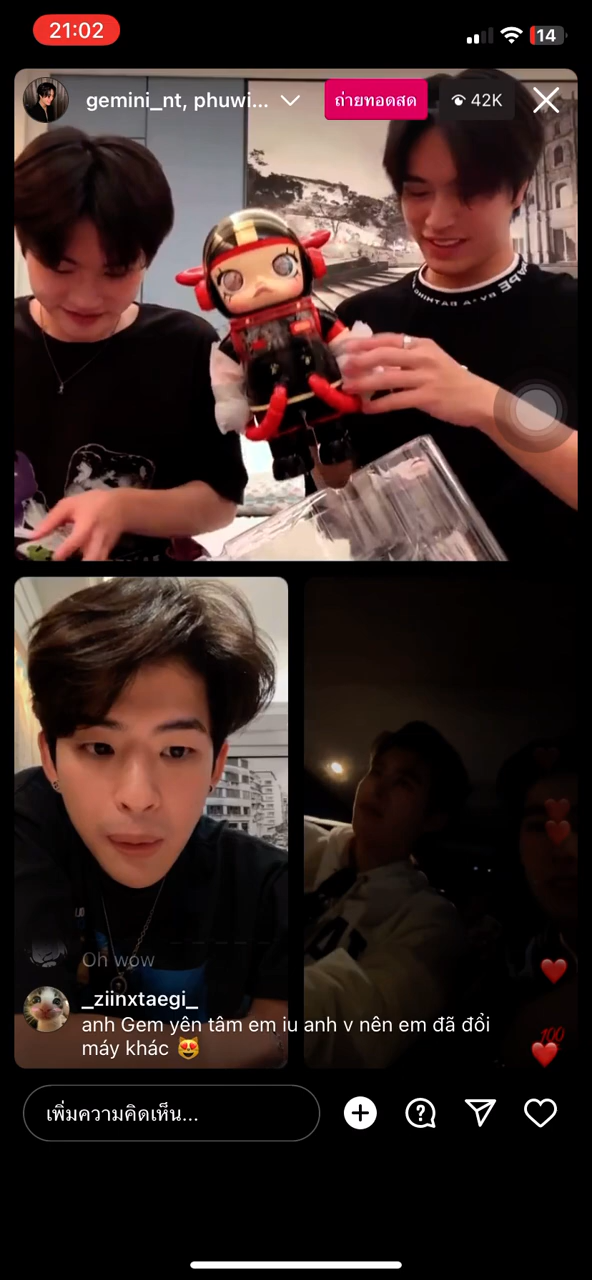 21:02
14
gemini_nt, phuwi...
ถ่ายทอดสด
42K
Oh wow
_ziinxtaegi_
anh Gem yên tâm em iu anh v nên em đã đổi
máy khác 😻
100
เพิ่มความคิดเห็น...